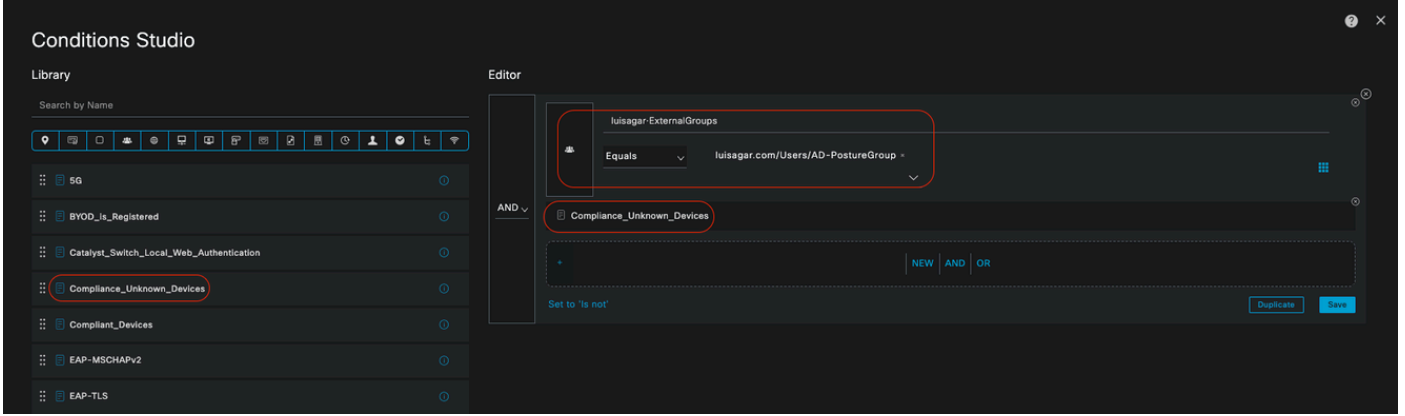 Conditions Studio
Library
Search by Name
5G
BYOD_is_Registered
Catalyst_Switch_Local_Web_Authentication
Compliance_Unknown_Devices
Compliant_Devices
EAP-MSCHAPv2
EAP-TLS
Editor
luisagar·ExternalGroups
Equals luisagar.com/Users/AD-PostureGroup
AND
Compliance_Unknown_Devices
+ NEW AND OR
Set to 'Is not' Duplicate Save